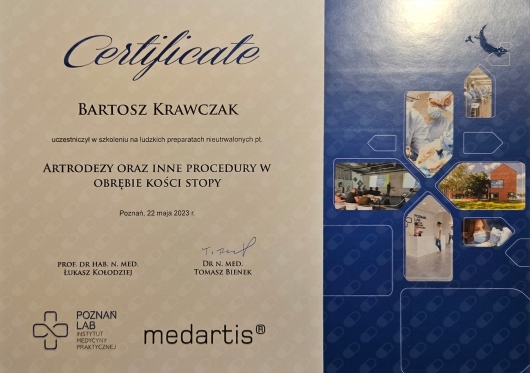 Certificate
BARTOSZ KRAWCZAK
uczestniczył w szkoleniu na ludzkich preparatach nieutrwalonych pt.
ARTRODEZY ORAZ INNE PROCEDURY W
OBRĘBIE KOŚCI STOPY
Poznań, 22 maja 2023 r.
PROF. DR HAB. N. MED.
ŁUKASZ KOŁODZIEJ
DR N. MED.
TOMASZ BIENEK
POZNAŃ
LAB
INSTYTUT
MEDYCYNY
PRAKTYCZNEJ
medartis®